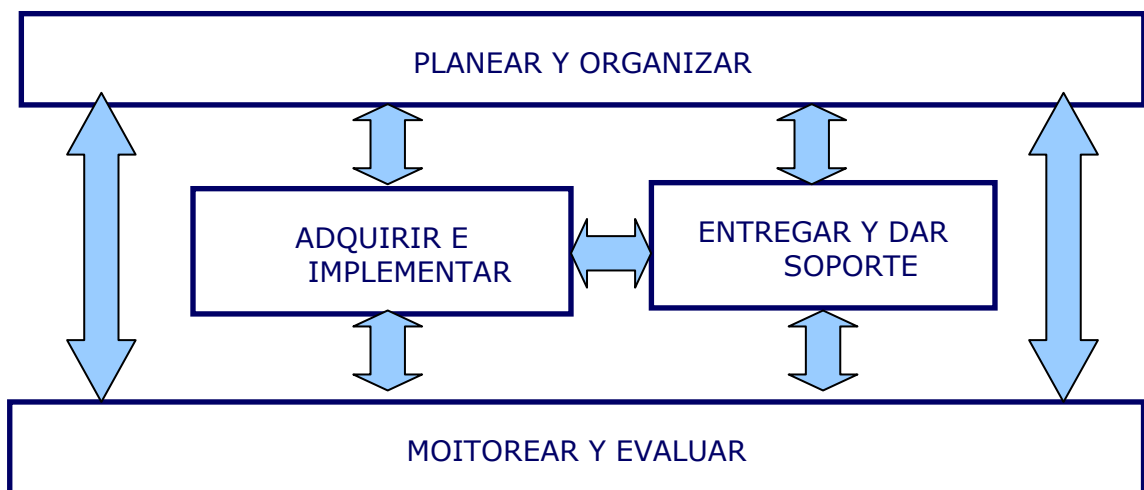 PLANEAR Y ORGANIZAR
ADQUIRIR E
IMPLEMENTAR
ENTREGAR Y DAR
SOPORTE
MOITOREAR Y EVALUAR